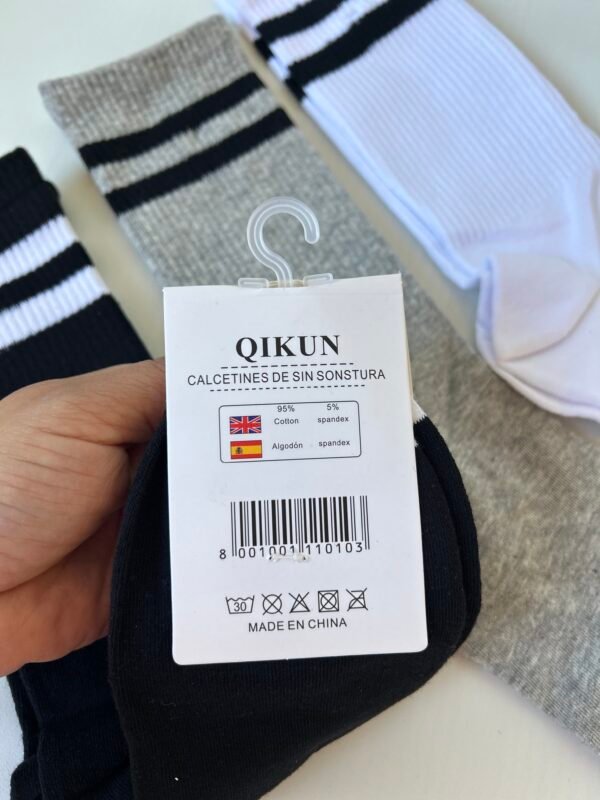 QIKUN
CALCETINES DE SIN SONSTURA
95% 5%
Cotton spandex
Algodón spandex
8 001001 110103
30
MADE EN CHINA